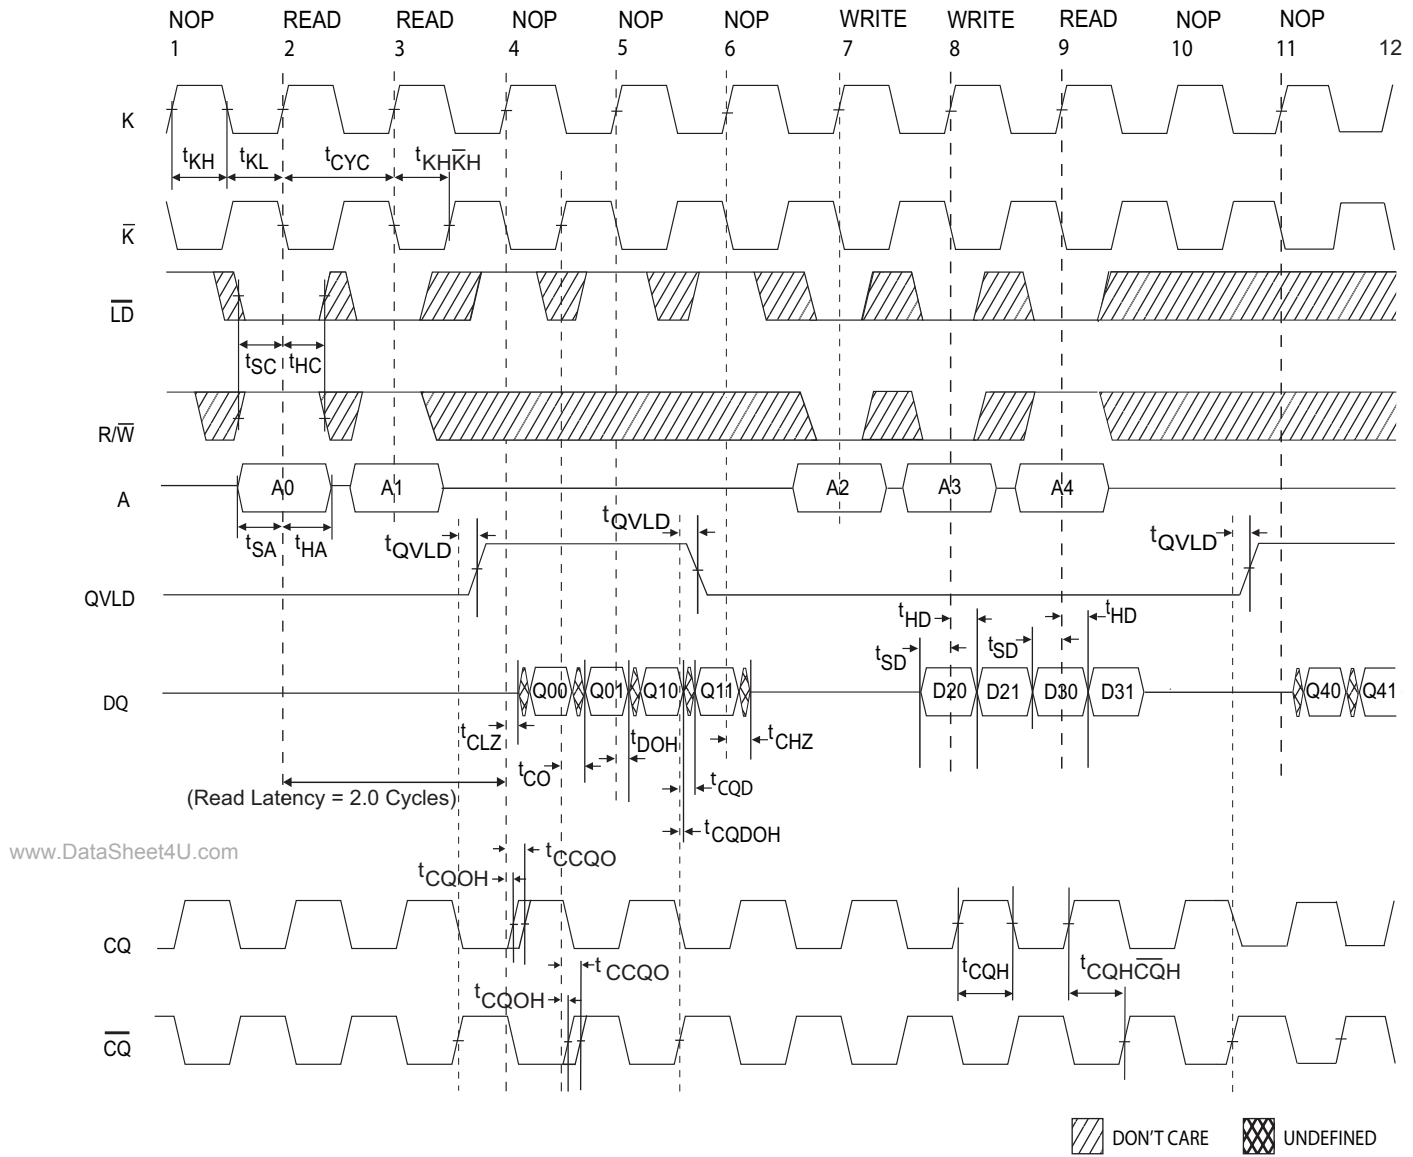 NOP READ READ NOP NOP NOP WRITE WRITE READ NOP NOP
1 2 3 4 5 6 7 8 9 10 11 12
K
tKH tKL tCYC tKHK̅H
K̅
L̅D̅
tSC tHC
R/W̅
A A0 A1 A2 A3 A4
tSA tHA tQVLD tQVLD tQVLD
QVLD
tHD tHD
tSD tSD
DQ Q00 Q01 Q10 Q11 D20 D21 D30 D31 Q40 Q41
tCLZ tDOH tCHZ
tCO tCQD
(Read Latency = 2.0 Cycles)
tCQDOH
www.DataSheet4U.com
tCCQO
tCQOH
CQ
tCCQO tCQH tCQHC̅Q̅H
tCQOH
C̅Q̅
DON'T CARE UNDEFINED